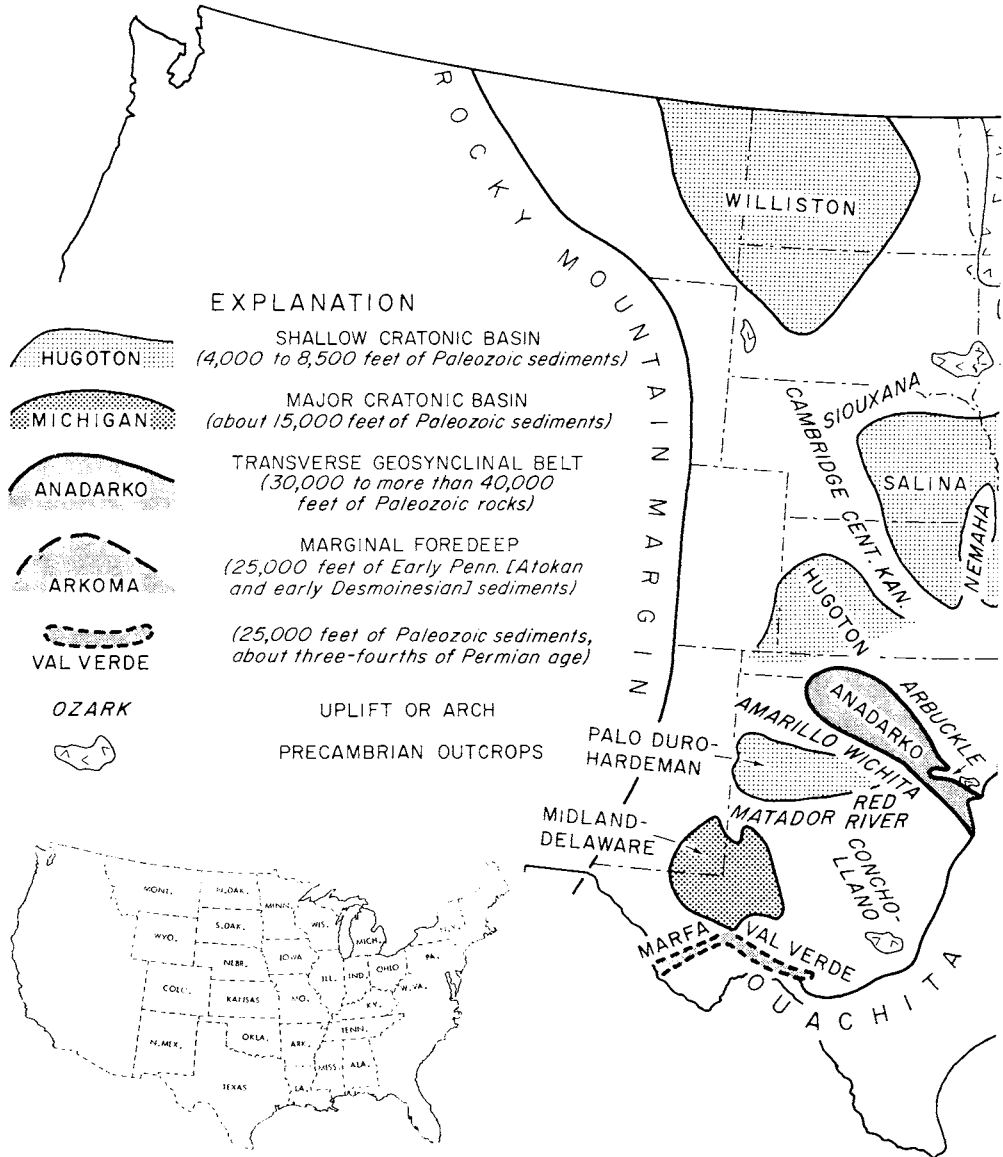 ROCKY MOUNTAIN MARGIN
WILLISTON
EXPLANATION
HUGOTON
SHALLOW CRATONIC BASIN
(4,000 to 8,500 feet of Paleozoic sediments)
MICHIGAN
MAJOR CRATONIC BASIN
(about 15,000 feet of Paleozoic sediments)
ANADARKO
TRANSVERSE GEOSYNCLINAL BELT
(30,000 to more than 40,000
feet of Paleozoic rocks)
ARKOMA
MARGINAL FOREDEEP
(25,000 feet of Early Penn. [Atokan
and early Desmoinesian] sediments)
VAL VERDE
(25,000 feet of Paleozoic sediments,
about three-fourths of Permian age)
OZARK
UPLIFT OR ARCH
PRECAMBRIAN OUTCROPS
SIOUXANA
CAMBRIDGE
CENT. KAN.
SALINA
NEMAHA
HUGOTON
ANADARKO
ARBUCKLE
AMARILLO WICHITA
PALO DURO-
HARDEMAN
MATADOR
RED
RIVER
MIDLAND-
DELAWARE
CONCHO-
LLANO
MARFA
VAL VERDE
OUACHITA
MONT.
N.DAK.
MINN.
WIS.
MICH.
S.DAK.
WYO.
NEBR.
IOWA
ILL.
IND.
OHIO
PA.
W.VA.
COLO.
KANSAS
MO.
KY.
TENN.
N.MEX.
OKLA.
ARK.
MISS.
ALA.
TEXAS
LA.